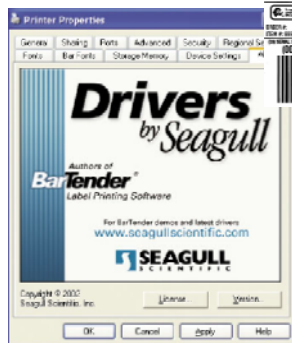 Printer Properties
General Sharing Ports Advanced Security Regional
Fonts Bar Fonts Storage Memory Device Settings
Drivers
by Seagull
Authors of
BarTender®
Label Printing Software
For BarTender demos and latest drivers
www.seagullscientific.com
SEAGULL
SCIENTIFIC
Copyright © 2002
Seagull Scientific, Inc.
License... Version...
OK Cancel Apply Help